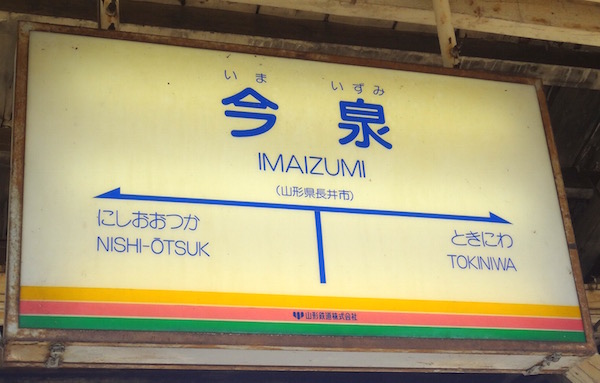 いま いずみ
今泉
IMAIZUMI
(山形県長井市)
にしおおつか
NISHI-ŌTSUK
ときにわ
TOKINIWA
山形鉄道株式会社